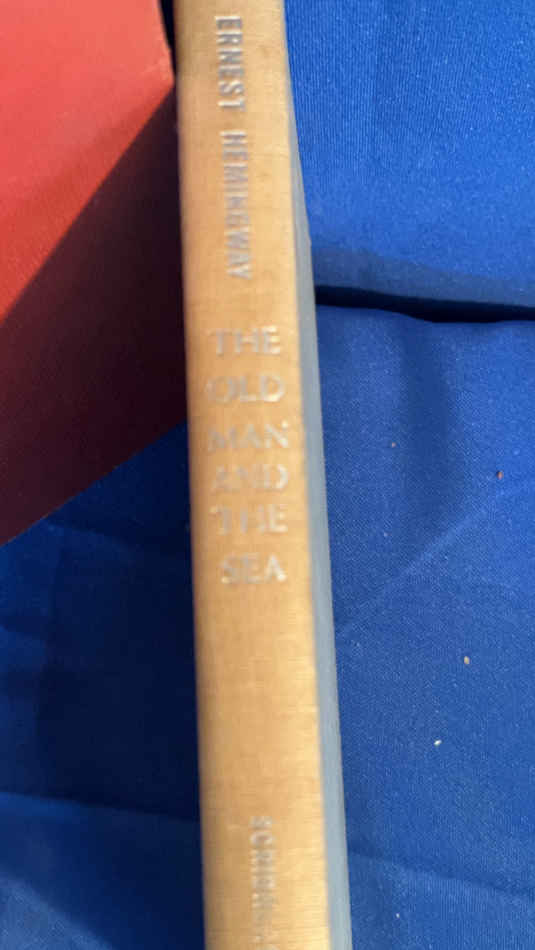 ERNEST HEMINGWAY
THE
OLD
MAN
AND
THE
SEA